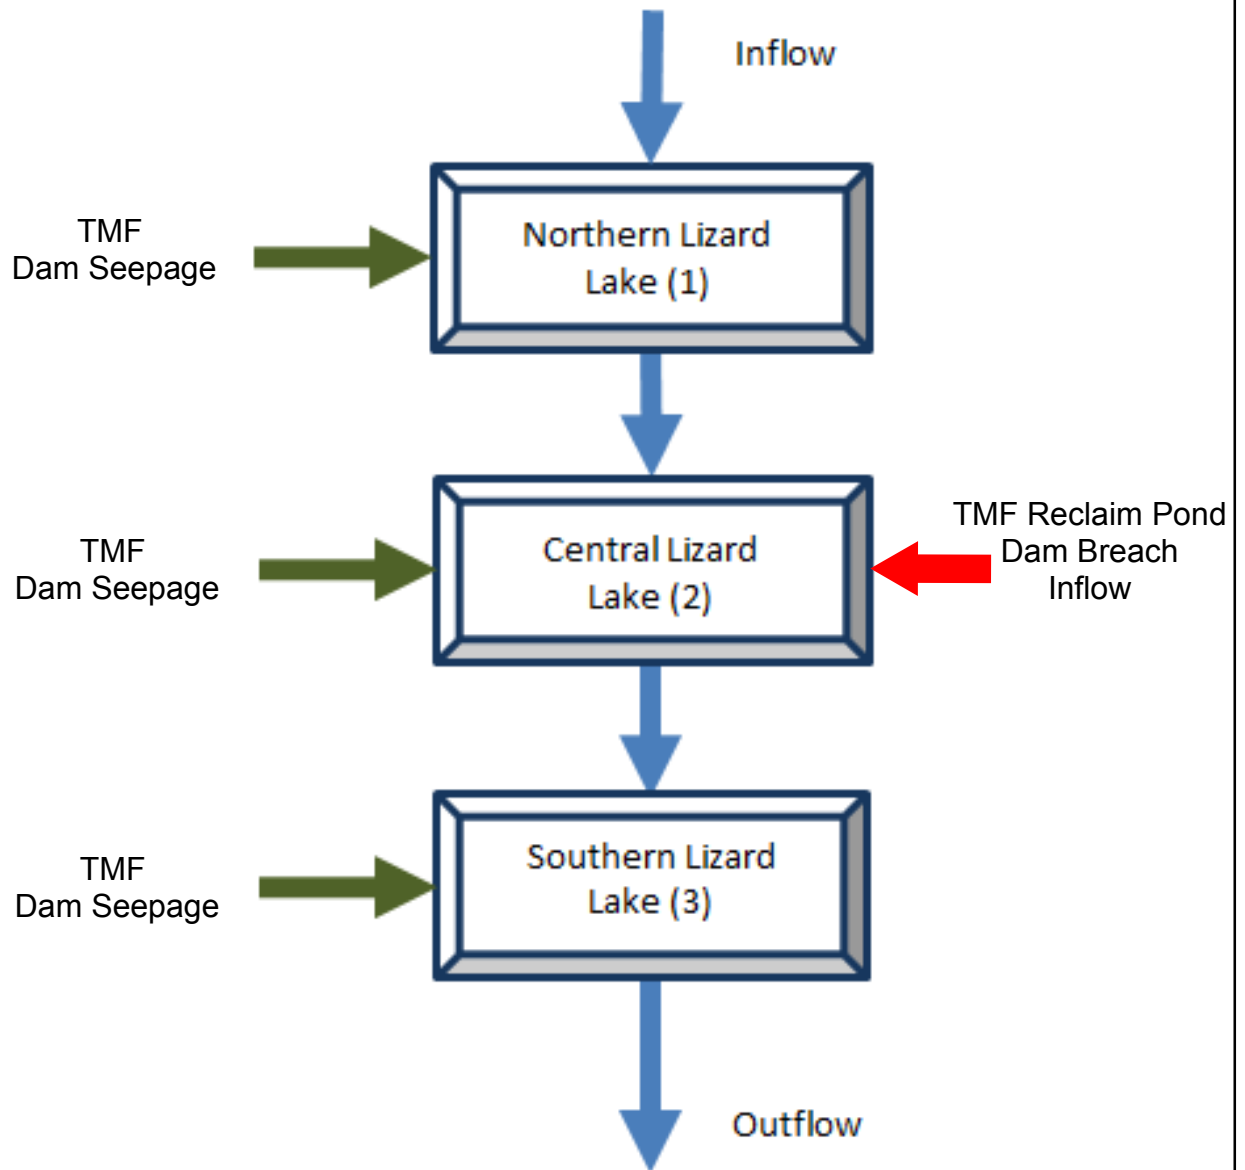 Inflow
TMF
Dam Seepage
Northern Lizard
Lake (1)
TMF
Dam Seepage
Central Lizard
Lake (2)
TMF Reclaim Pond
Dam Breach
Inflow
TMF
Dam Seepage
Southern Lizard
Lake (3)
Outflow